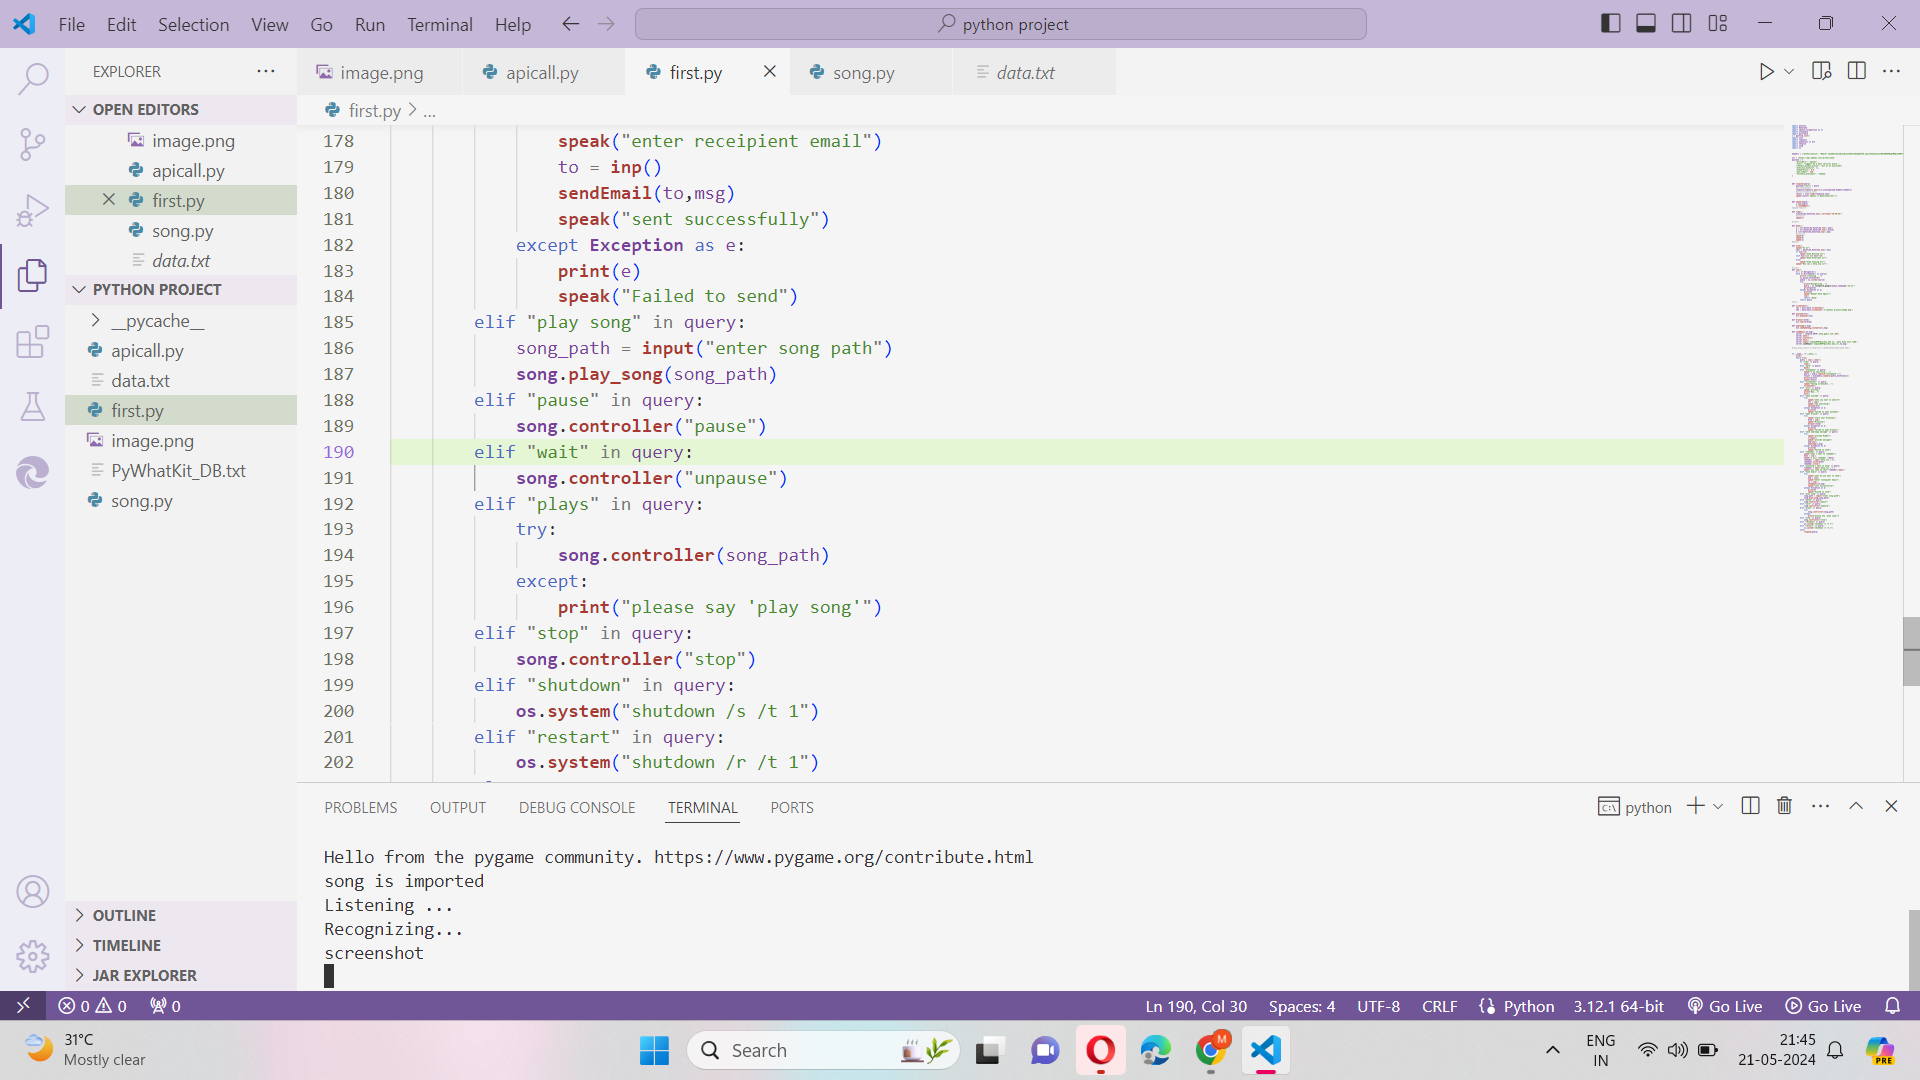 File Edit Selection View Go Run Terminal Help
python project
EXPLORER
OPEN EDITORS
image.png
apicall.py
first.py
song.py
data.txt
PYTHON PROJECT
__pycache__
apicall.py
data.txt
first.py
image.png
PyWhatKit_DB.txt
song.py
OUTLINE
TIMELINE
JAR EXPLORER
image.png apicall.py first.py song.py data.txt
first.py > ...
178 speak("enter receipient email")
179 to = inp()
180 sendEmail(to,msg)
181 speak("sent successfully")
182 except Exception as e:
183 print(e)
184 speak("Failed to send")
185 elif "play song" in query:
186 song_path = input("enter song path")
187 song.play_song(song_path)
188 elif "pause" in query:
189 song.controller("pause")
190 elif "wait" in query:
191 song.controller("unpause")
192 elif "plays" in query:
193 try:
194 song.controller(song_path)
195 except:
196 print("please say 'play song'")
197 elif "stop" in query:
198 song.controller("stop")
199 elif "shutdown" in query:
200 os.system("shutdown /s /t 1")
201 elif "restart" in query:
202 os.system("shutdown /r /t 1")
PROBLEMS OUTPUT DEBUG CONSOLE TERMINAL PORTS
python
Hello from the pygame community. https://www.pygame.org/contribute.html
song is imported
Listening ...
Recognizing...
screenshot
0 0 0
Ln 190, Col 30 Spaces: 4 UTF-8 CRLF Python 3.12.1 64-bit Go Live Go Live
31°C
Mostly clear
Search
M
ENG
IN
21:45
21-05-2024
PRE